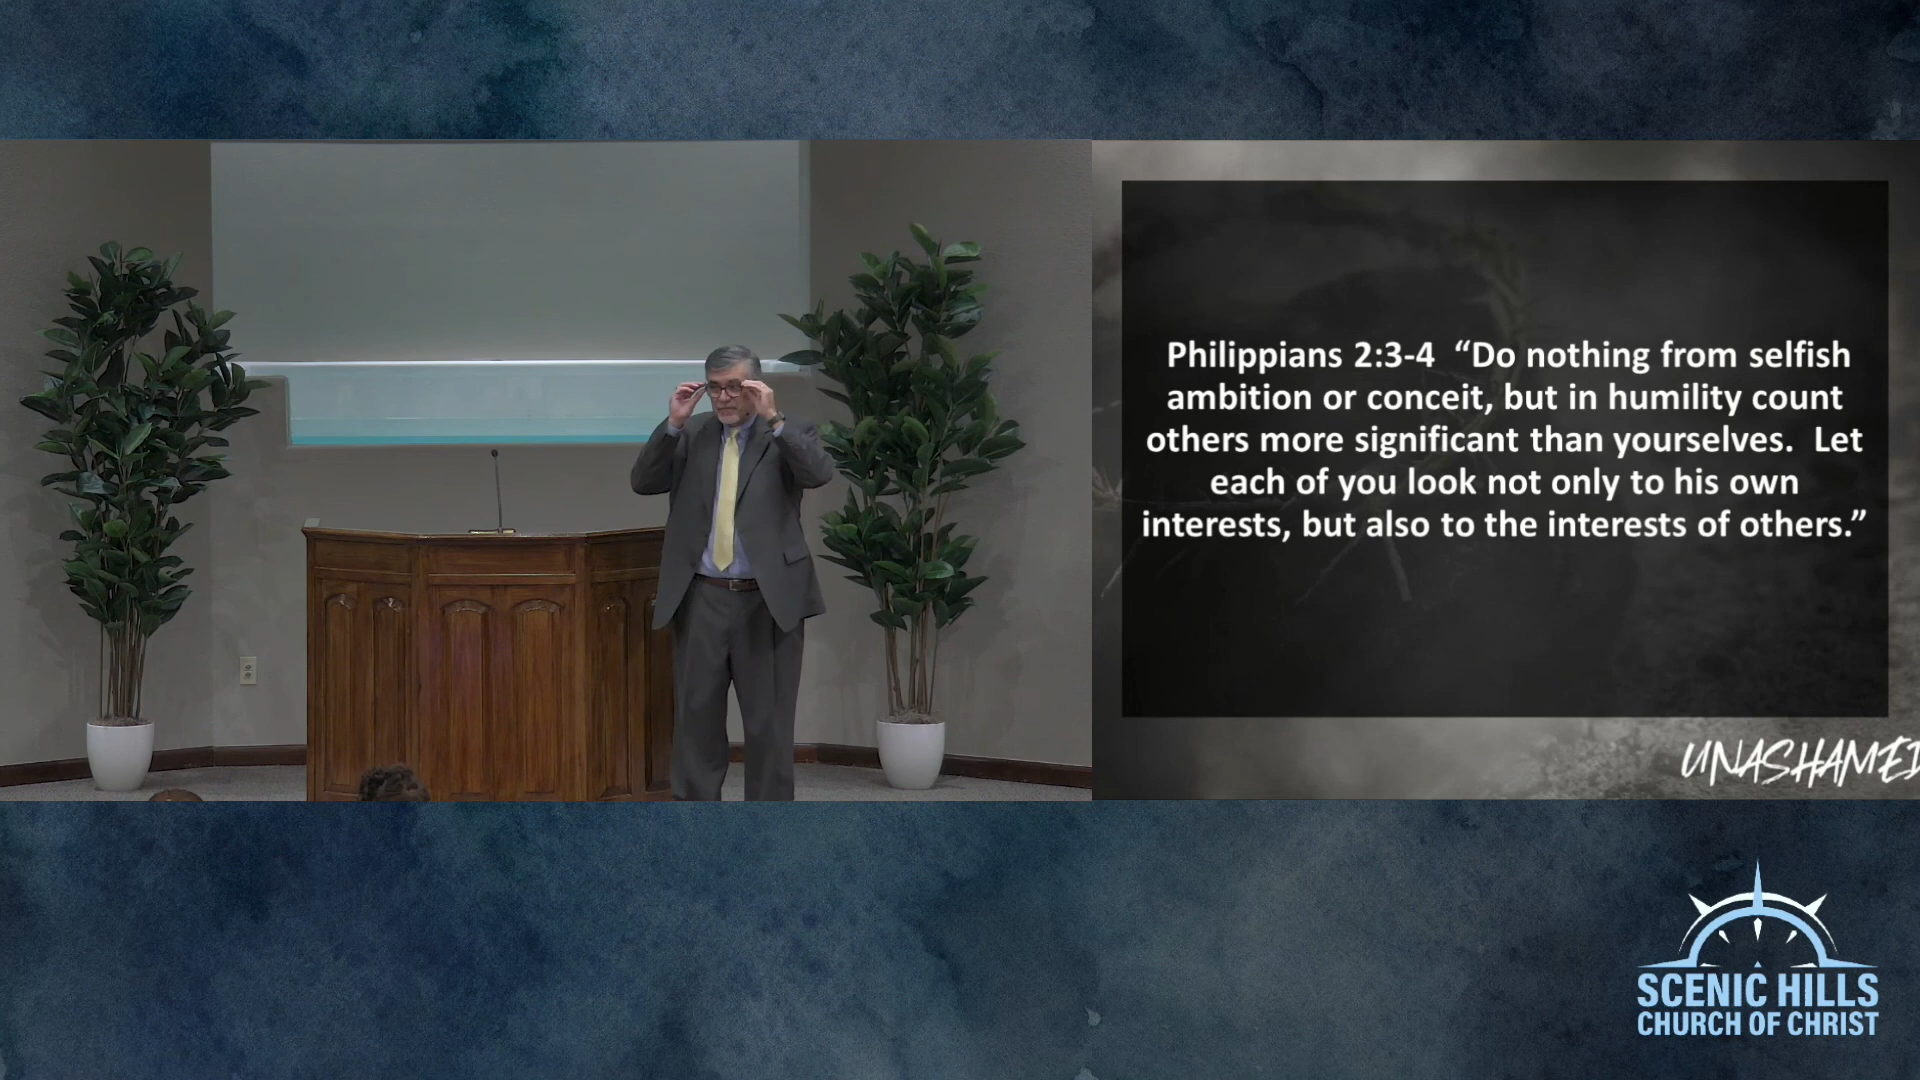 Philippians 2:3-4  “Do nothing from selfish
ambition or conceit, but in humility count
others more significant than yourselves.  Let
each of you look not only to his own
interests, but also to the interests of others.”
UNASHAMED
SCENIC HILLS
CHURCH OF CHRIST